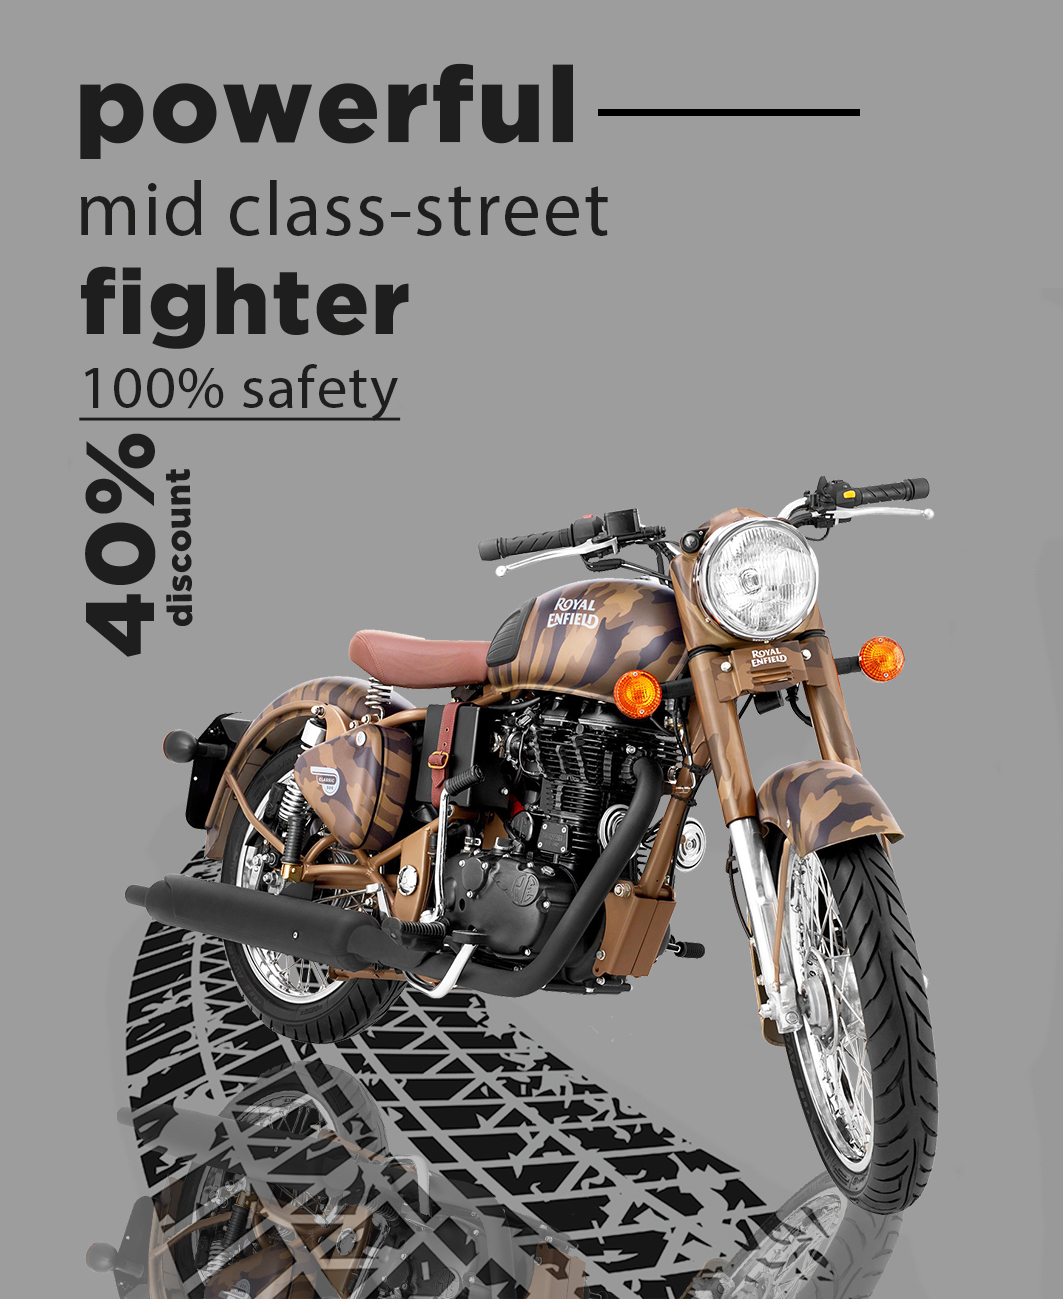 powerful
mid class-street
fighter
100% safety
40%
discount
ROYAL
ENFIELD
ROYAL
ENFIELD
CLASSIC